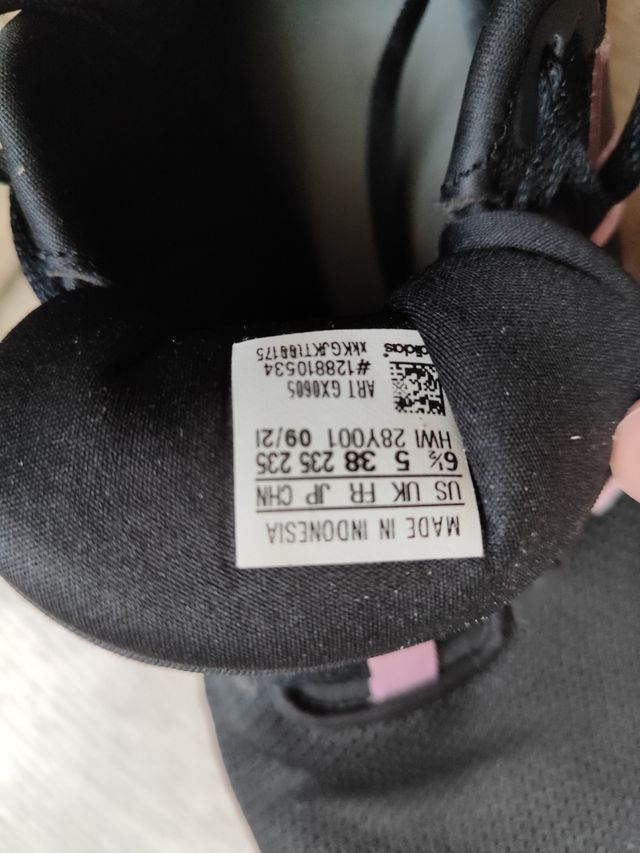 MADE IN INDONESIA
US UK FR JP CHN
6½ 5 38 235 235
HWI 28Y001 09/21
ART GX0605
#128810534
adidas